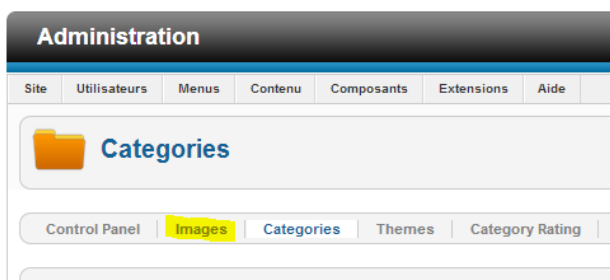 Administration
Site Utilisateurs Menus Contenu Composants Extensions Aide
Categories
Control Panel Images Categories Themes Category Rating